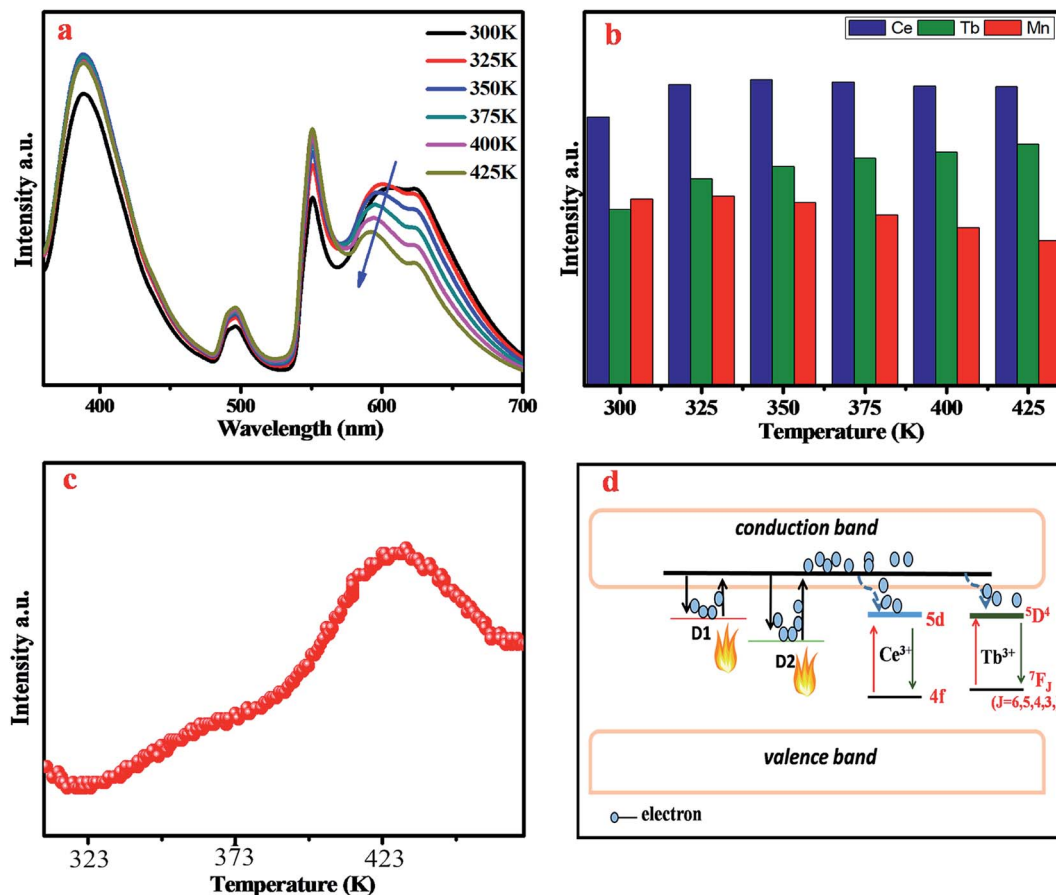 a
300K
325K
350K
375K
400K
425K
Intensity a.u.
400
500
600
700
Wavelength (nm)
b
Ce Tb Mn
Intensity a.u.
300 325 350 375 400 425
Temperature (K)
c
Intensity a.u.
323 373 423
Temperature (K)
d
conduction band
D1
D2
5d
Ce³⁺
4f
⁵D⁴
Tb³⁺
⁷F_J
(J=6,5,4,3,
valence band
electron